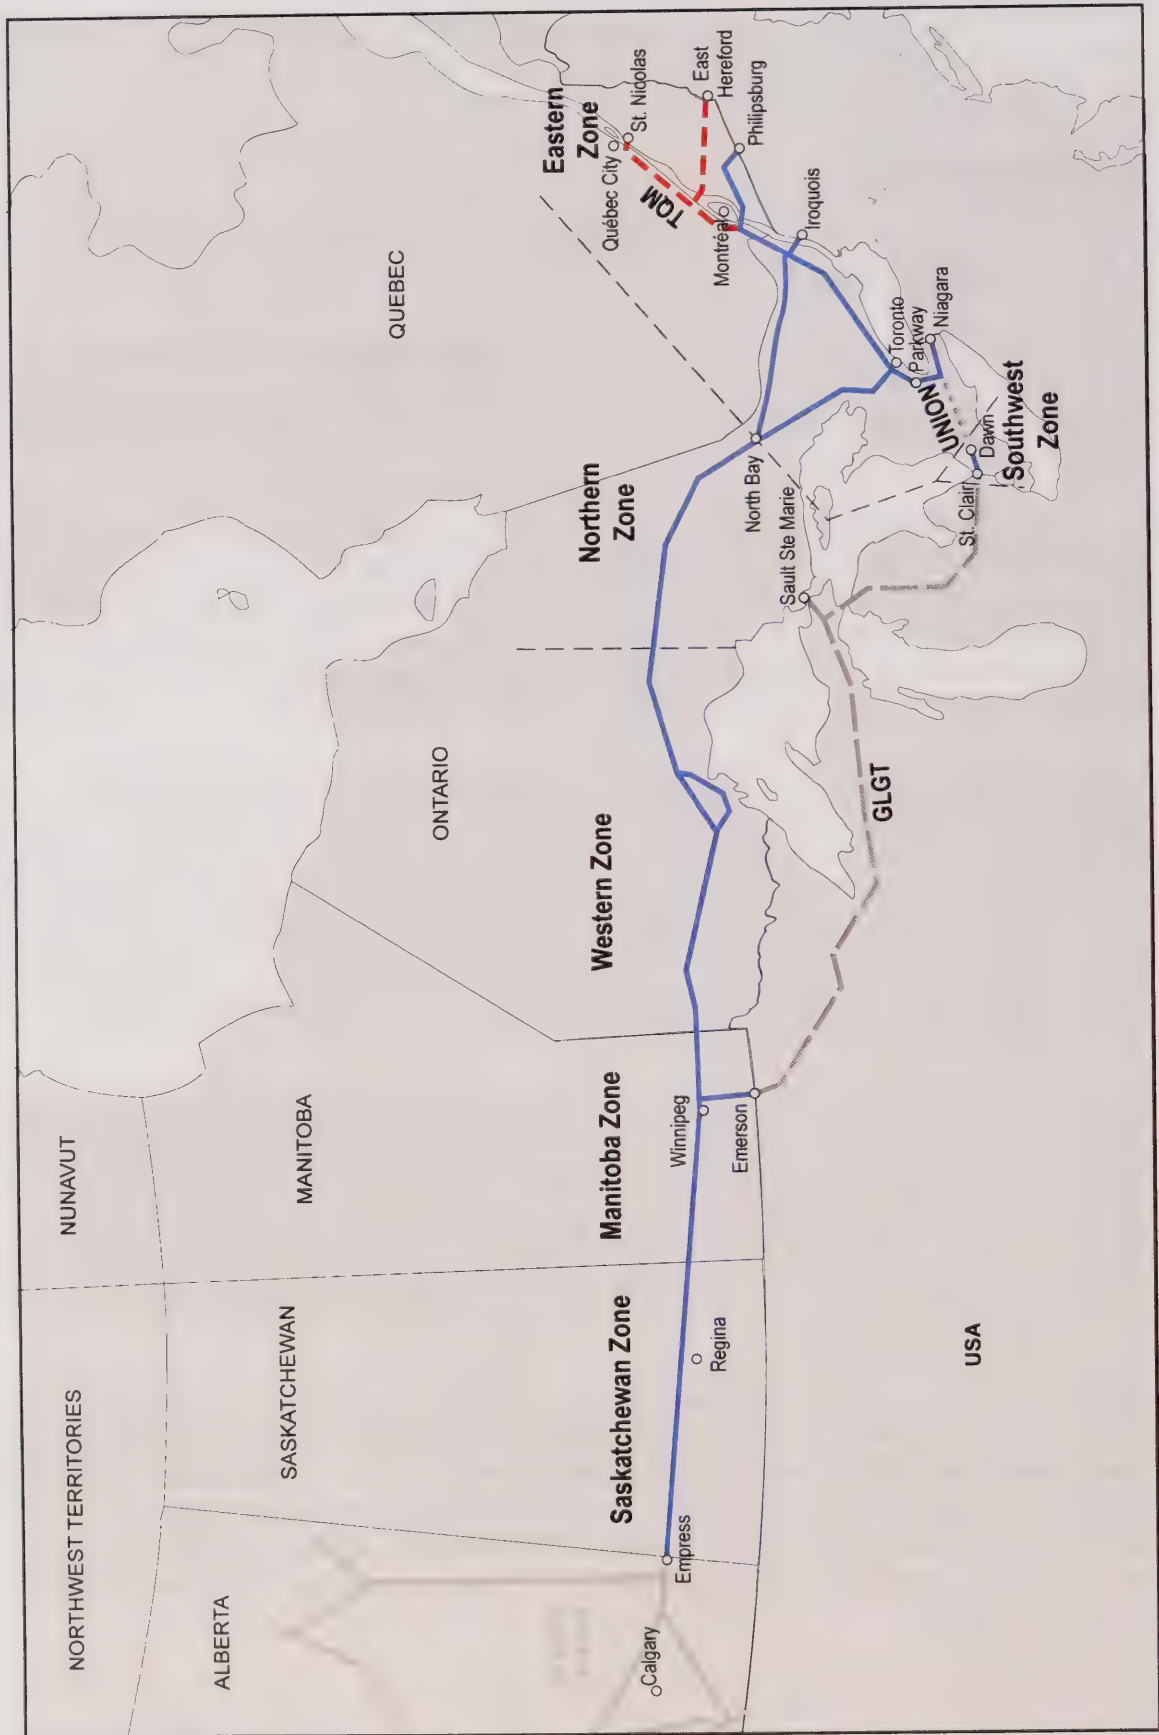 NORTHWEST TERRITORIES
NUNAVUT
ALBERTA
SASKATCHEWAN
MANITOBA
ONTARIO
QUEBEC
Saskatchewan Zone
Manitoba Zone
Western Zone
Northern
Zone
Eastern
Zone
Calgary
Empress
Regina
Winnipeg
Emerson
GLGT
USA
Sault Ste Marie
North Bay
St. Clair
Dawn
Southwest
Zone
UNION
Toronto
Parkway
Niagara
Iroquois
Montréal
TQM
Québec City
St. Nicolas
East
Hereford
Philipsburg